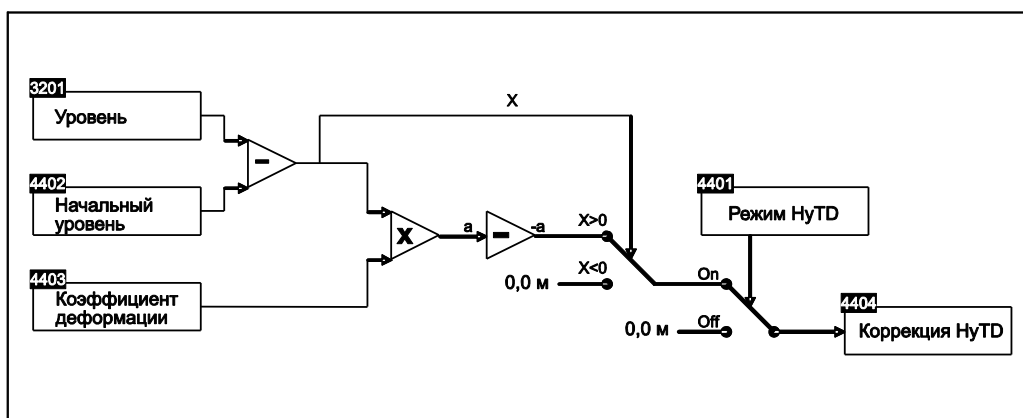 3201
Уровень
X
4402
Начальный
уровень
4403
Коэффициент
деформации
-
X
a
-
-a
X>0
X<0
0,0 м
4401
Режим HyTD
On
Off
0,0 м
4404
Коррекция HyTD